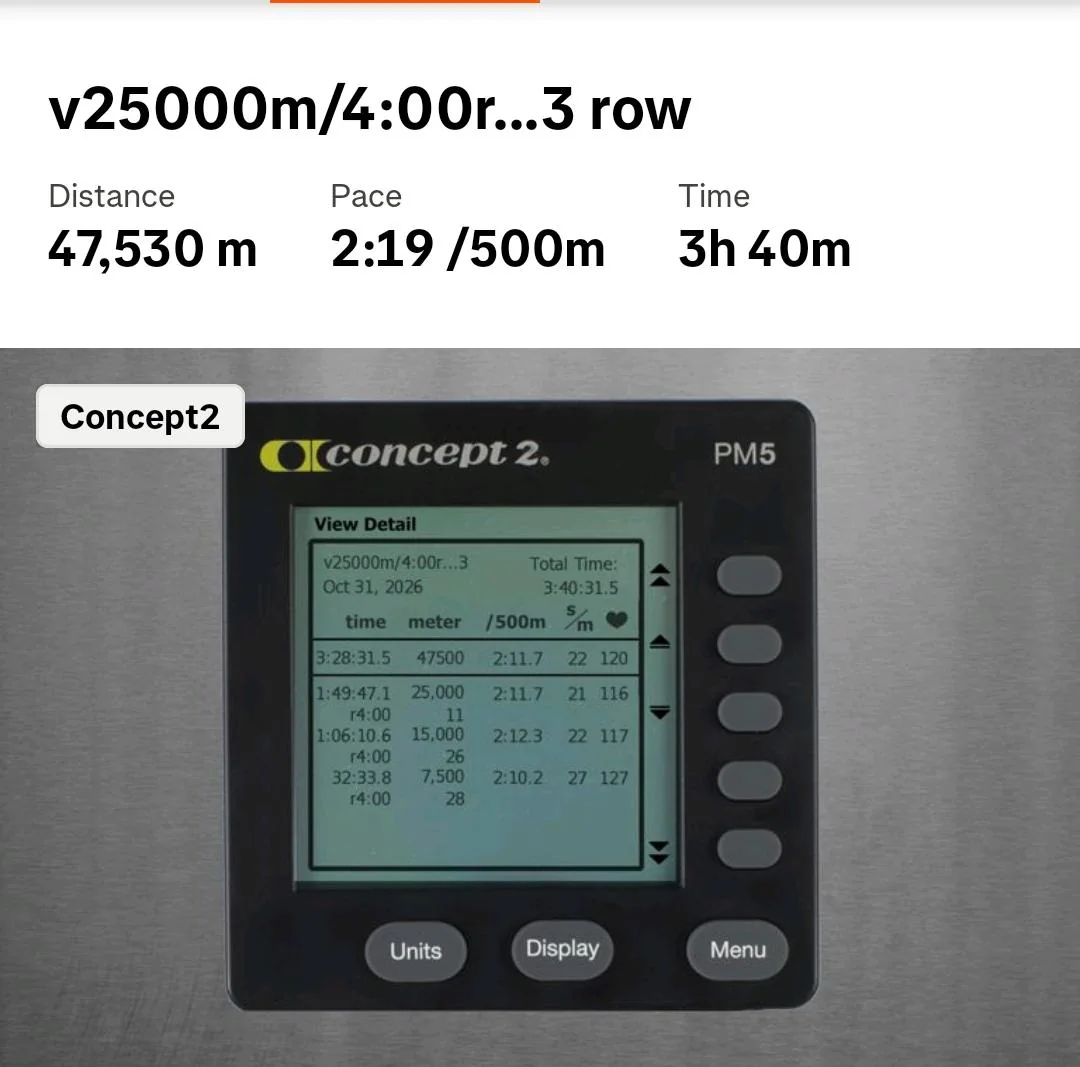 v25000m/4:00r...3 row
Distance Pace Time
47,530 m 2:19 /500m 3h 40m
Concept2
concept 2® PM5
View Detail
v25000m/4:00r...3 Total Time:
Oct 31, 2026 3:40:31.5
time meter /500m s/m
3:28:31.5 47500 2:11.7 22 120
1:49:47.1 25,000 2:11.7 21 116
r4:00 11
1:06:10.6 15,000 2:12.3 22 117
r4:00 26
32:33.8 7,500 2:10.2 27 127
r4:00 28
Units Display Menu